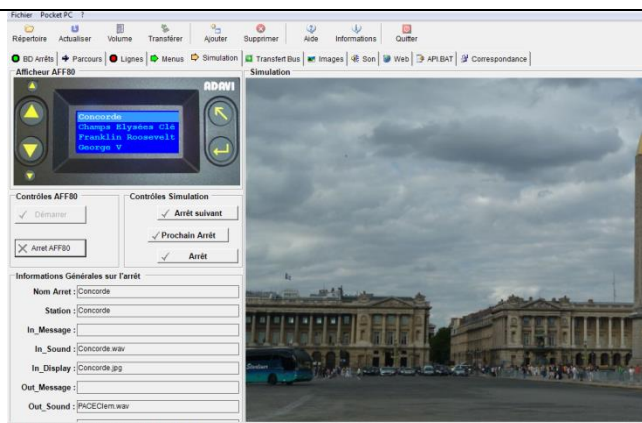 Fichier Pocket PC ?
Répertoire Actualiser Volume Transférer Ajouter Supprimer Aide Informations Quitter
BD Arrêts Parcours Lignes Menus Simulation Transfert Bus Images Son Web API.BAT Correspondance
Afficheur AFF80
Simulation
ADAVI
Concorde
Champs Elysées Clé
Franklin Roosevelt
George V
Contrôles AFF80
Contrôles Simulation
Démarrer
Arrêt suivant
Prochain Arrêt
Arret AFF80
Arrêt
Informations Générales sur l'arrêt
Nom Arret : Concorde
Station : Concorde
In_Message :
In_Sound : Concorde.wav
In_Display : Concorde.jpg
Out_Message :
Out_Sound : PACEClem.wav